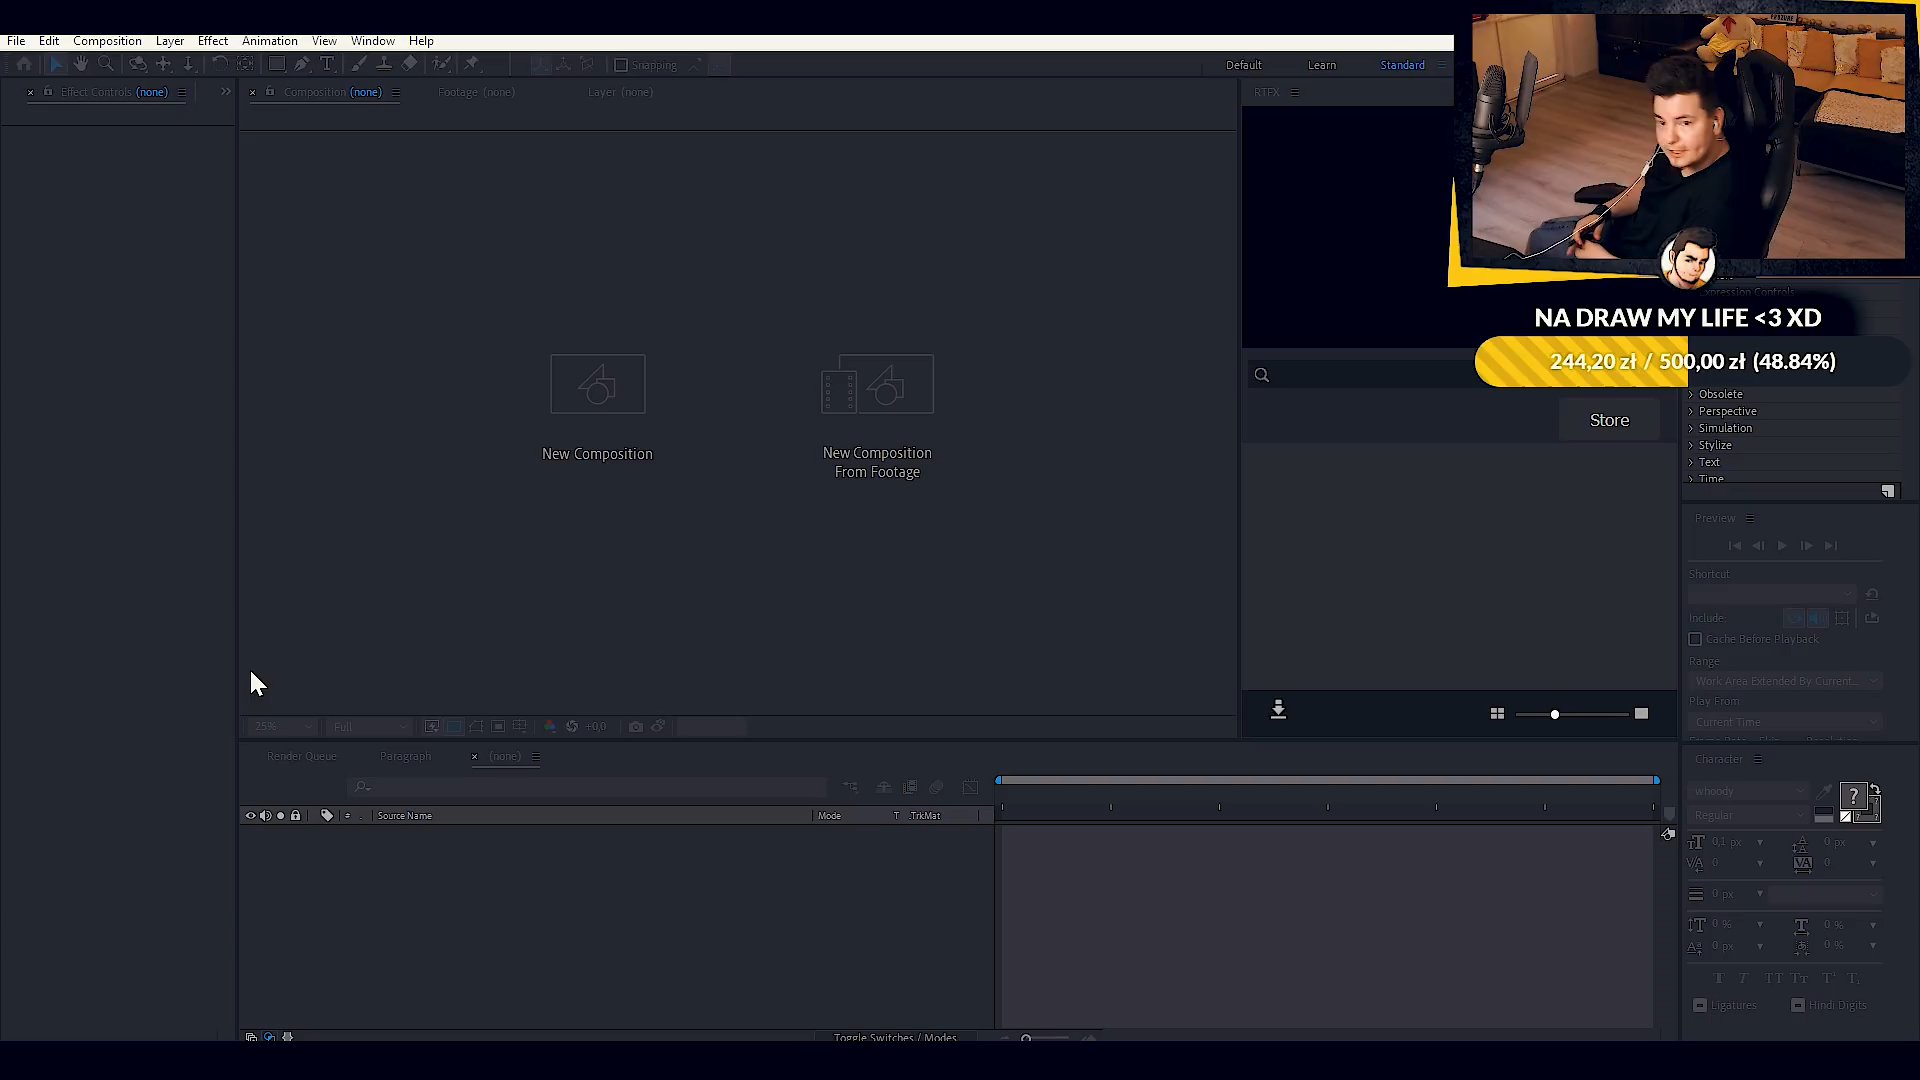 File Edit Composition Layer Effect Animation View Window Help
Snapping
Default Learn Standard
Effect Controls (none)
Composition (none) Footage (none) Layer (none)
RTFX
New Composition
New Composition
From Footage
Expression Controls
NA DRAW MY LIFE <3 XD
244,20 zł / 500,00 zł (48.84%)
Store
Obsolete
Perspective
Simulation
Stylize
Text
Time
Preview
Shortcut
Include:
Cache Before Playback
Range
Work Area Extended By Current...
Play From
Current Time
25% Full +0,0
Render Queue Paragraph (none)
# Source Name Mode T .TrkMat
Character
whoody
Regular
0,1 px 0 px
0 0
0 px
0 % 0 %
0 px 0 %
Ligatures Hindi Digits
Toggle Switches / Modes